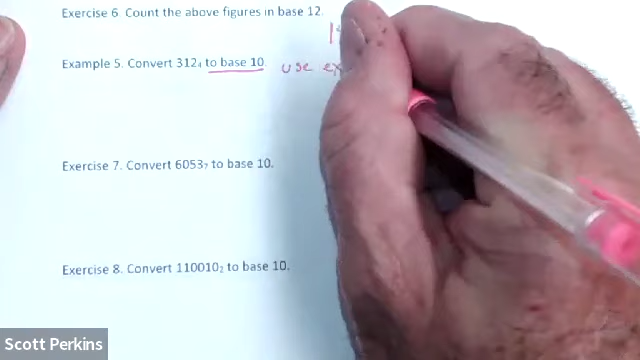 Exercise 6. Count the above figures in base 12.
Example 5. Convert 312₄ to base 10. use ex
Exercise 7. Convert 6053₇ to base 10.
Exercise 8. Convert 110010₂ to base 10.
Scott Perkins